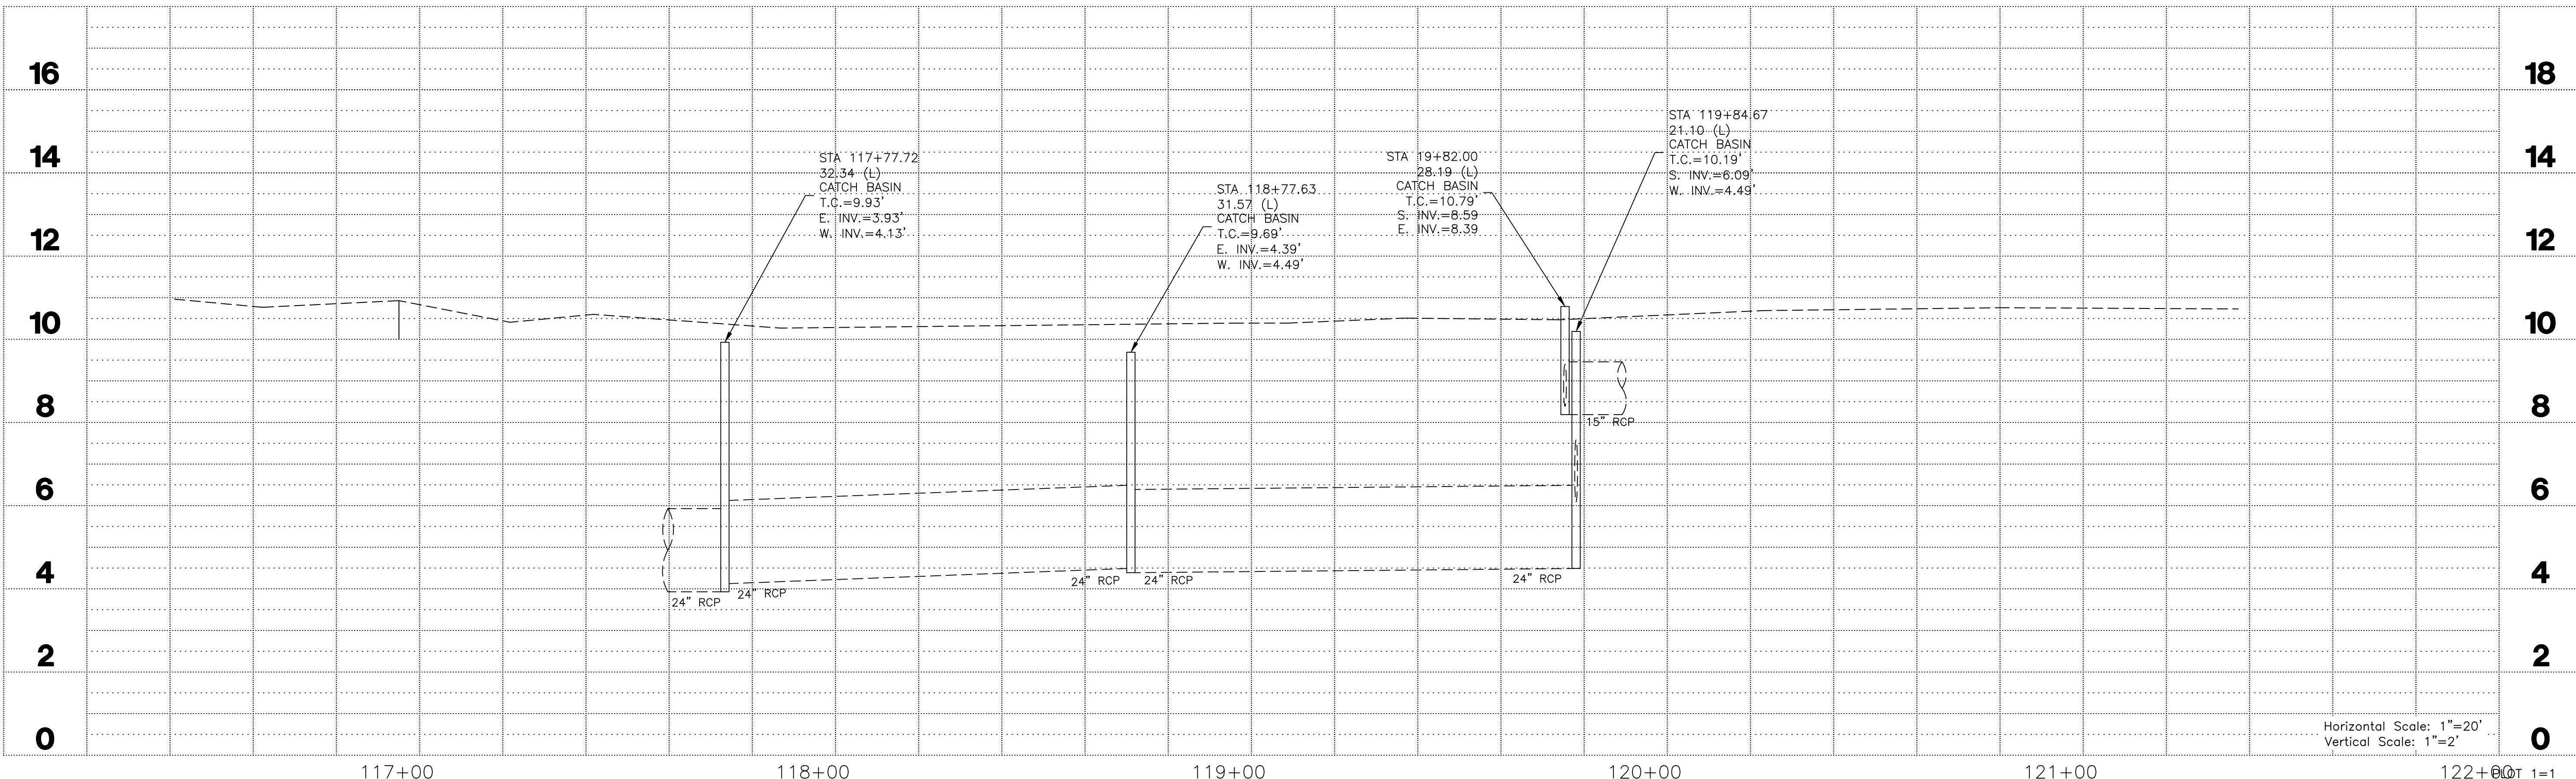 16
18
STA 119+84.67
21.10 (L)
CATCH BASIN
T.C.=10.19'
S. INV.=6.09'
W. INV.=4.49'
14
14
STA 117+77.72
32.34 (L)
CATCH BASIN
T.C.=9.93'
E. INV.=3.93'
W. INV.=4.13'
STA 118+77.63
31.57 (L)
CATCH BASIN
T.C.=9.69'
E. INV.=4.39'
W. INV.=4.49'
STA 19+82.00
28.19 (L)
CATCH BASIN
T.C.=10.79'
S. INV.=8.59
E. INV.=8.39
12
12
10
10
8
8
15" RCP
6
6
4
4
24" RCP
24" RCP
24" RCP
24" RCP
24" RCP
2
2
0
0
Horizontal Scale: 1"=20'
Vertical Scale: 1"=2'
117+00
118+00
119+00
120+00
121+00
122+00
PLOT 1=1